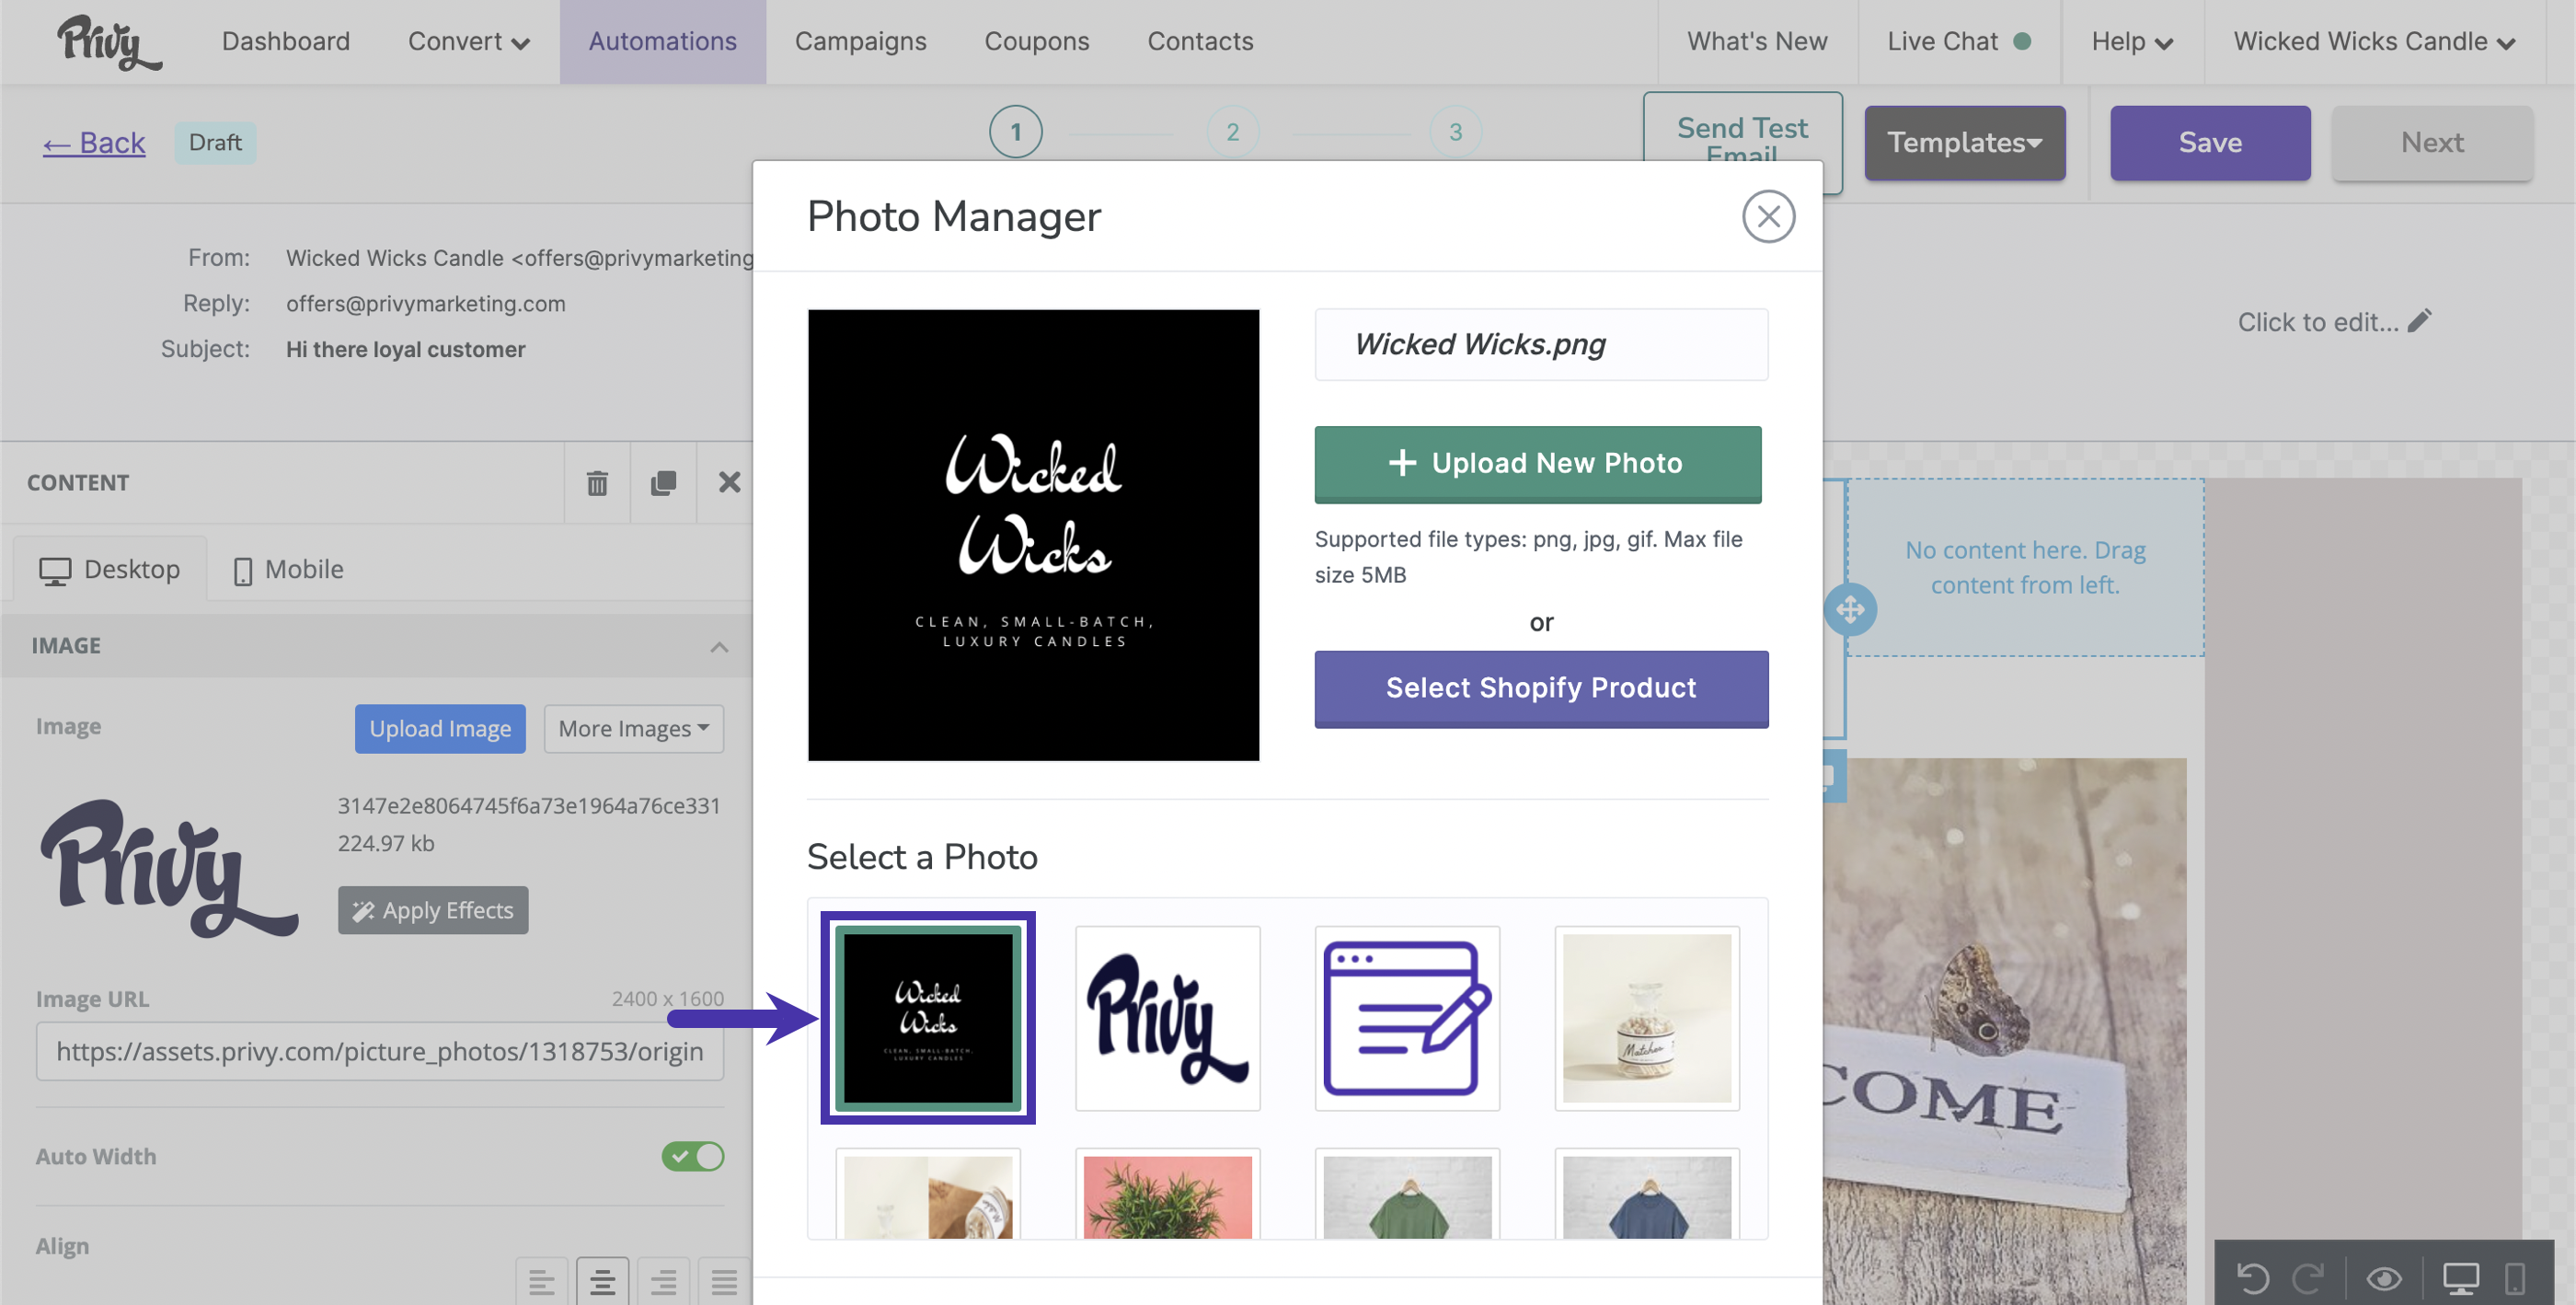 Privy
Dashboard
Convert
Automations
Campaigns
Coupons
Contacts
What's New
Live Chat
Help
Wicked Wicks Candle
← Back
Draft
1
2
3
Send Test
Email
Templates
Save
Next
From:
Wicked Wicks Candle <offers@privymarketing
Reply:
offers@privymarketing.com
Subject:
Hi there loyal customer
Click to edit...
Photo Manager
Wicked
Wicks
CLEAN, SMALL-BATCH,
LUXURY CANDLES
Wicked Wicks.png
+ Upload New Photo
Supported file types: png, jpg, gif. Max file
size 5MB
or
Select Shopify Product
Select a Photo
Wicked
Wicks
CLEAN, SMALL-BATCH,
LUXURY CANDLES
Privy
Matches
CONTENT
Desktop
Mobile
IMAGE
Image
Upload Image
More Images
Privy
3147e2e8064745f6a73e1964a76ce331
224.97 kb
Apply Effects
Image URL
2400 x 1600
https://assets.privy.com/picture_photos/1318753/origin
Auto Width
Align
No content here. Drag
content from left.
COME